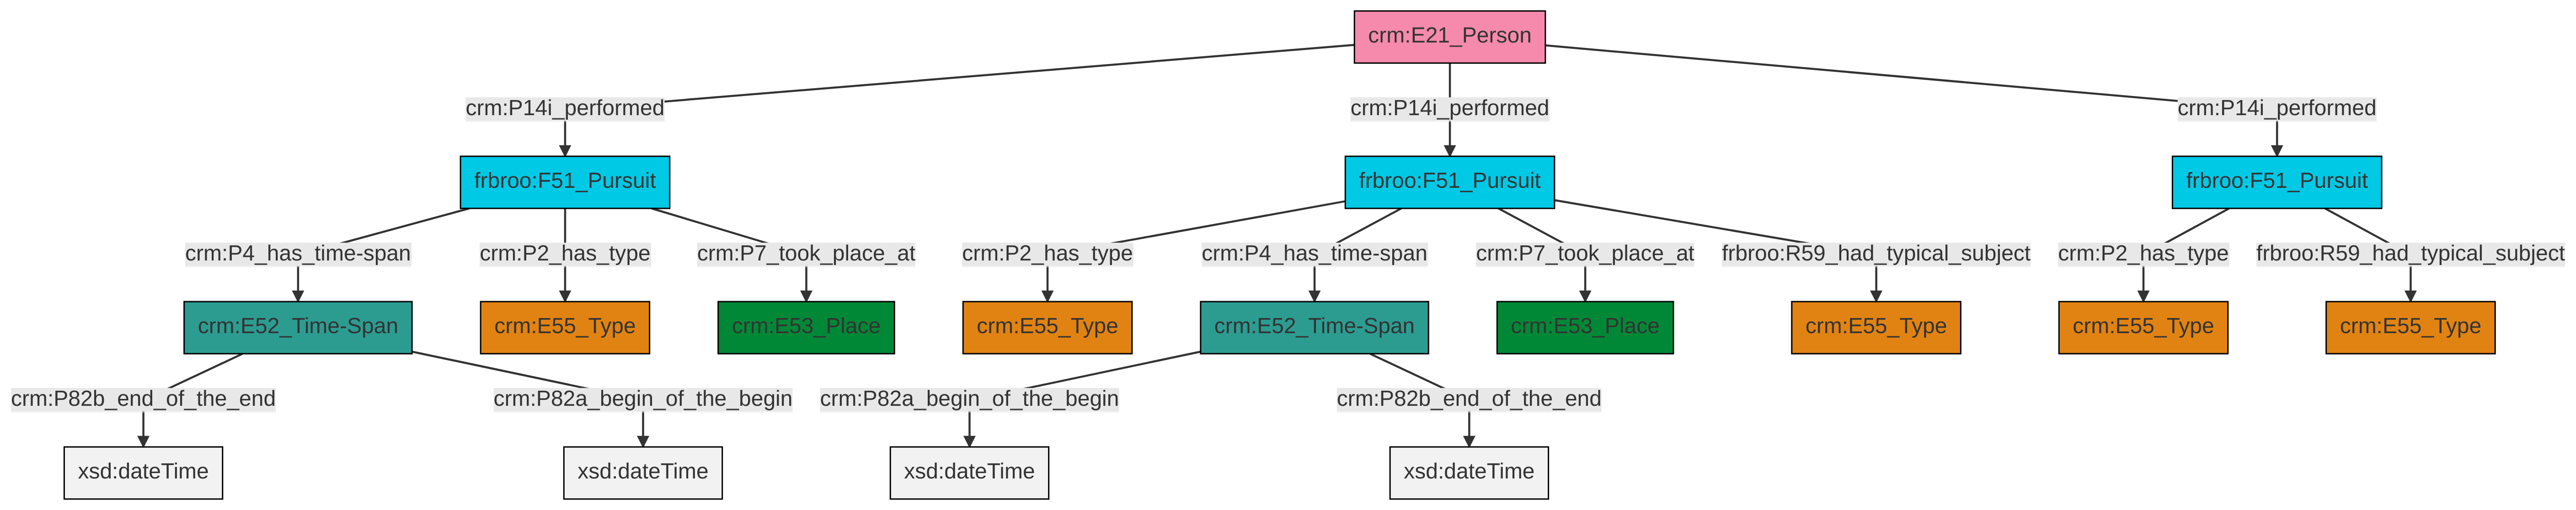 crm:E21_Person
crm:P14i_performed
crm:P14i_performed
crm:P14i_performed
frbroo:F51_Pursuit
frbroo:F51_Pursuit
frbroo:F51_Pursuit
crm:P4_has_time-span
crm:P2_has_type
crm:P7_took_place_at
crm:P2_has_type
crm:P4_has_time-span
crm:P7_took_place_at
frbroo:R59_had_typical_subject
crm:P2_has_type
frbroo:R59_had_typical_subject
crm:E52_Time-Span
crm:E55_Type
crm:E53_Place
crm:E55_Type
crm:E52_Time-Span
crm:E53_Place
crm:E55_Type
crm:E55_Type
crm:E55_Type
crm:P82b_end_of_the_end
crm:P82a_begin_of_the_begin
crm:P82a_begin_of_the_begin
crm:P82b_end_of_the_end
xsd:dateTime
xsd:dateTime
xsd:dateTime
xsd:dateTime